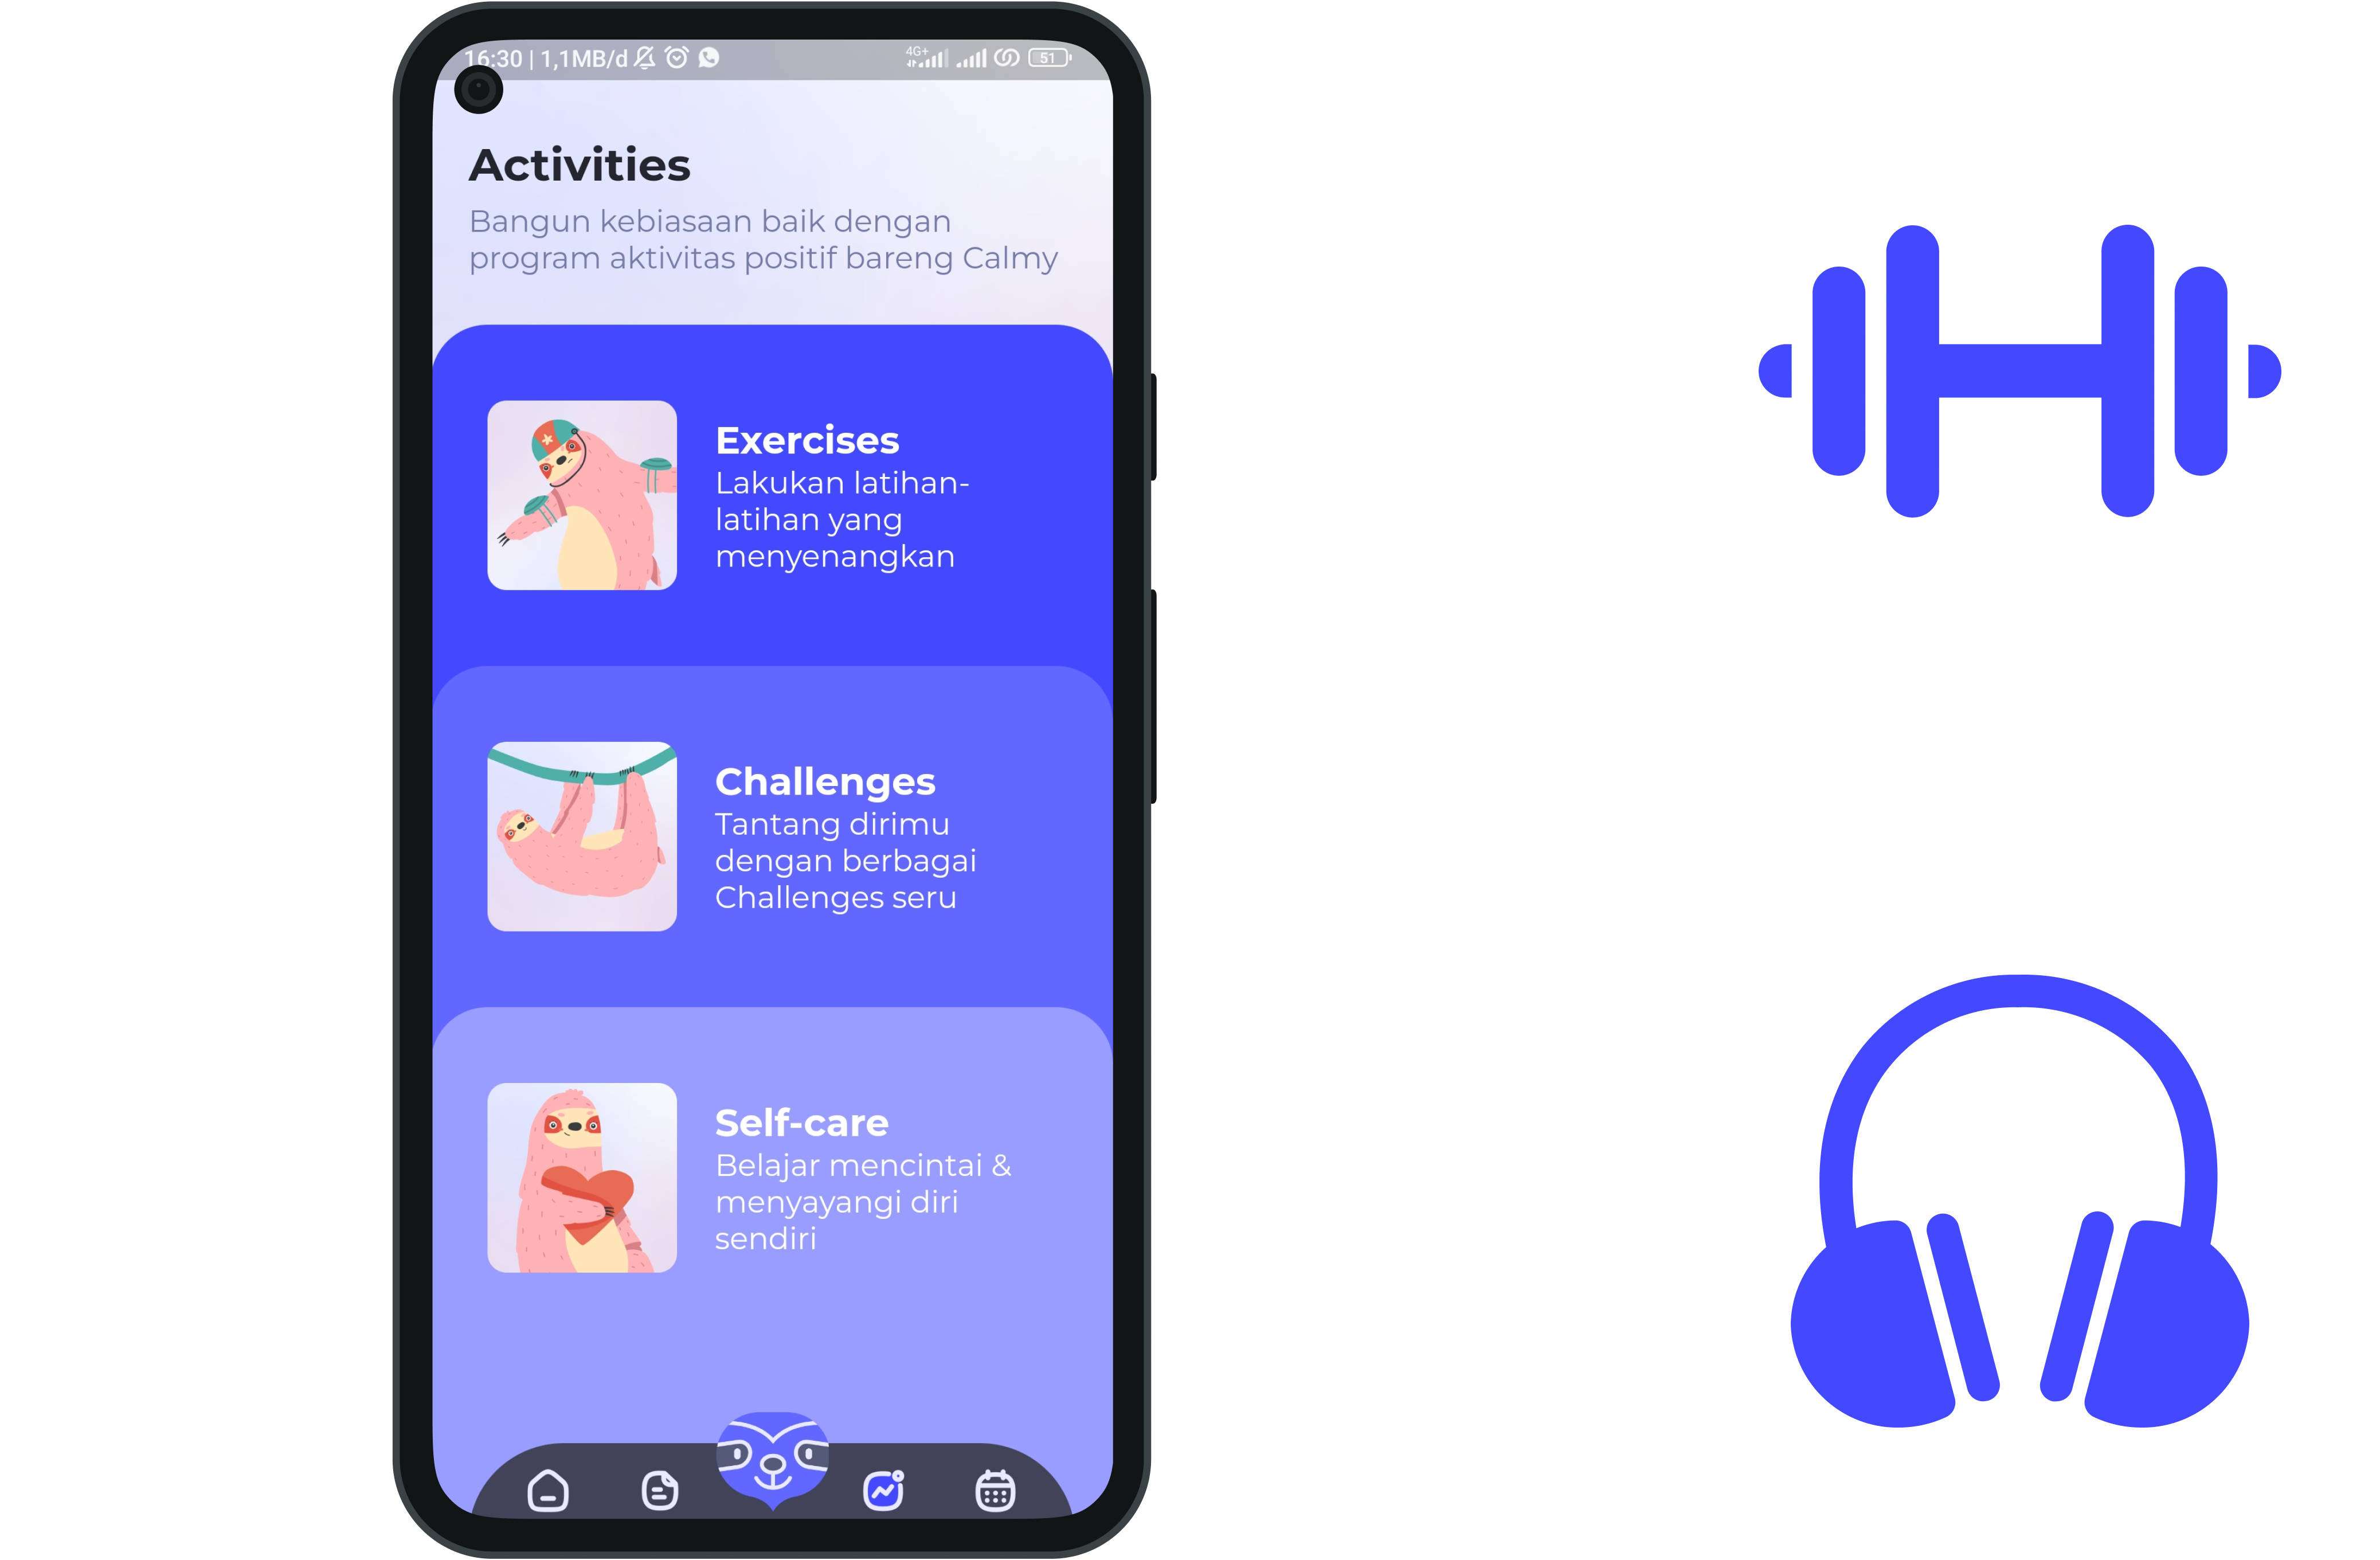 16:30 | 1,1MB/d
4G+
51
Activities
Bangun kebiasaan baik dengan
program aktivitas positif bareng Calmy
Exercises
Lakukan latihan-
latihan yang
menyenangkan
Challenges
Tantang dirimu
dengan berbagai
Challenges seru
Self-care
Belajar mencintai &
menyayangi diri
sendiri